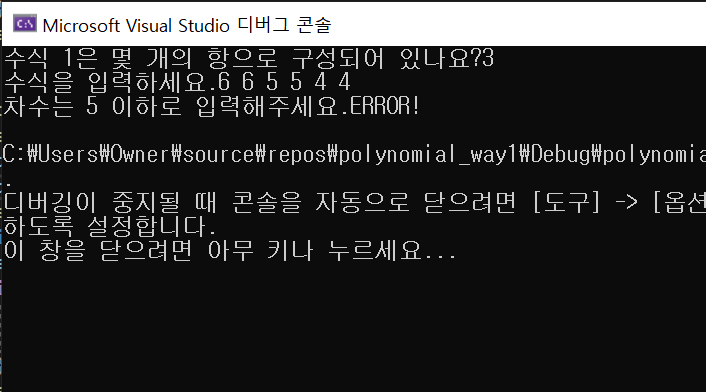 Microsoft Visual Studio 디버그 콘솔
수식 1은 몇 개의 항으로 구성되어 있나요?3
수식을 입력하세요.6 6 5 5 4 4
차수는 5 이하로 입력해주세요.ERROR!
C:₩Users₩Owner₩source₩repos₩polynomial_way1₩Debug₩polynomia
.
디버깅이 중지될 때 콘솔을 자동으로 닫으려면 [도구] -> [옵션
하도록 설정합니다.
이 창을 닫으려면 아무 키나 누르세요...